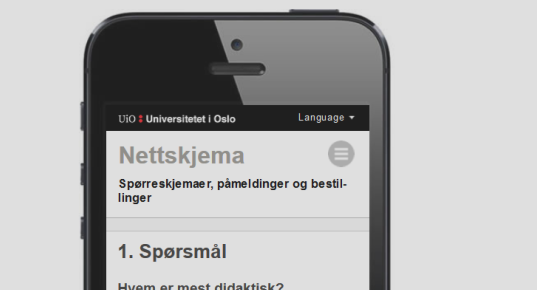 UiO Universitetet i Oslo
Language
Nettskjema
Spørreskjemaer, påmeldinger og bestil-
linger
1. Spørsmål
Hvem er mest didaktisk?